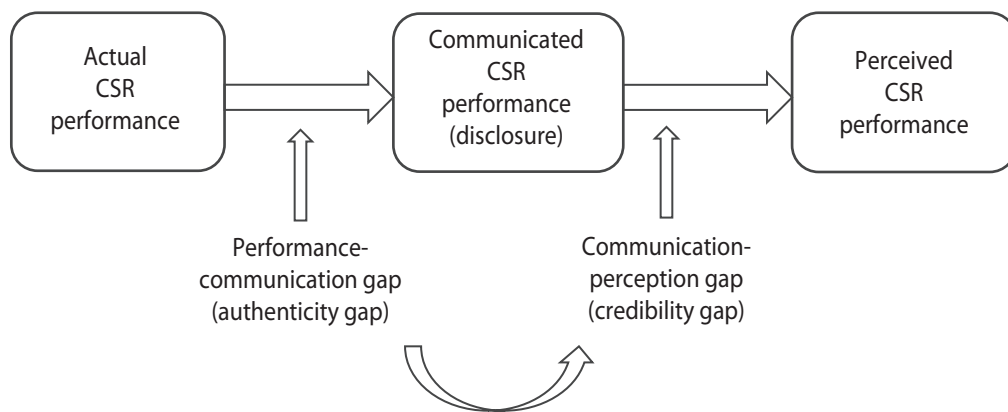 Actual
CSR
performance
Communicated
CSR
performance
(disclosure)
Perceived
CSR
performance
Performance-
communication gap
(authenticity gap)
Communication-
perception gap
(credibility gap)